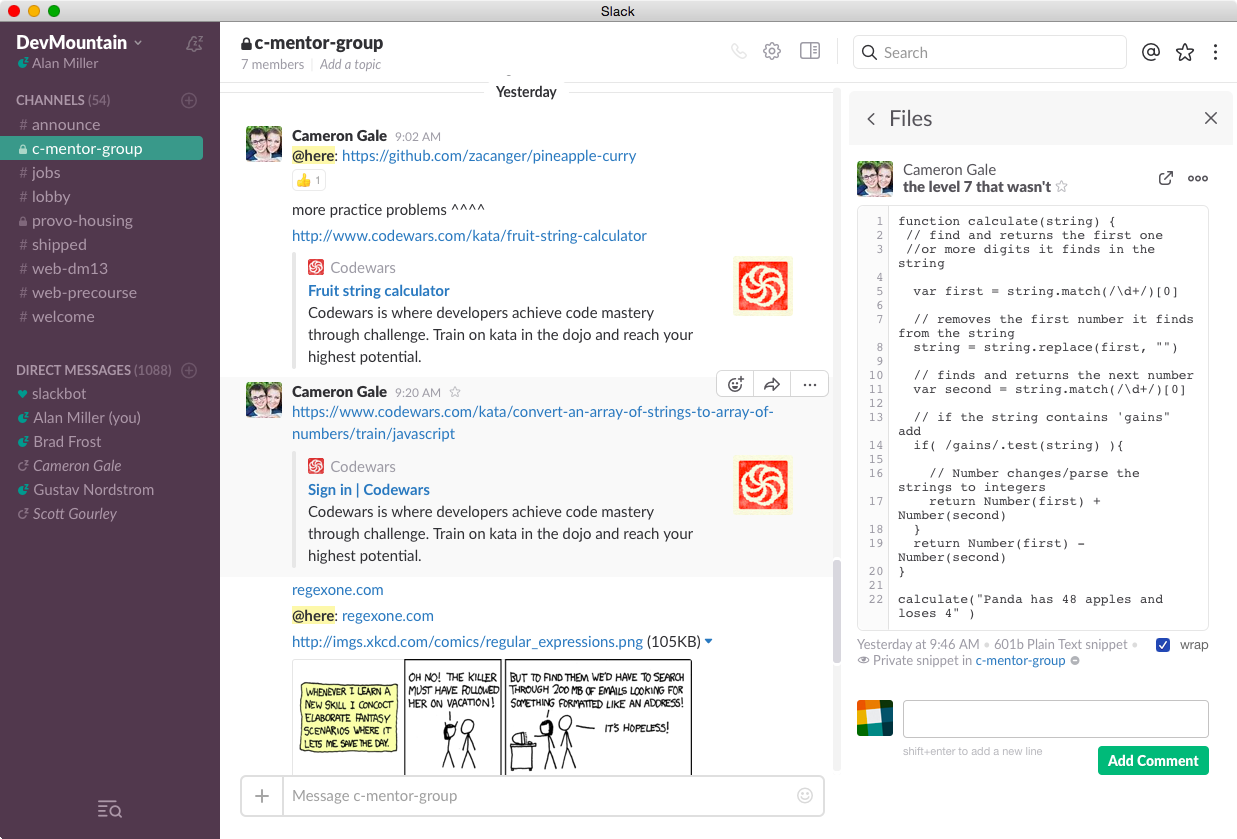 Slack
DevMountain
Alan Miller
CHANNELS (54)
# announce
c-mentor-group
# jobs
# lobby
provo-housing
# shipped
# web-dm13
# web-precourse
# welcome
DIRECT MESSAGES (1088)
slackbot
Alan Miller (you)
Brad Frost
Cameron Gale
Gustav Nordstrom
Scott Gourley
c-mentor-group
7 members | Add a topic
Search
Yesterday
Cameron Gale 9:02 AM
@here: https://github.com/zacanger/pineapple-curry
👍 1
more practice problems ^^^^
http://www.codewars.com/kata/fruit-string-calculator
Codewars
Fruit string calculator
Codewars is where developers achieve code mastery
through challenge. Train on kata in the dojo and reach your
highest potential.
Cameron Gale 9:20 AM
https://www.codewars.com/kata/convert-an-array-of-strings-to-array-of-
numbers/train/javascript
Codewars
Sign in | Codewars
Codewars is where developers achieve code mastery
through challenge. Train on kata in the dojo and reach your
highest potential.
regexone.com
@here: regexone.com
http://imgs.xkcd.com/comics/regular_expressions.png (105KB)
WHENEVER I LEARN A
NEW SKILL I CONCOCT
ELABORATE FANTASY
SCENARIOS WHERE IT
LETS ME SAVE THE DAY.
OH NO! THE KILLER
MUST HAVE FOLLOWED
HER ON VACATION!
BUT TO FIND THEM WE'D HAVE TO SEARCH
THROUGH 200 MB OF EMAILS LOOKING FOR
SOMETHING FORMATTED LIKE AN ADDRESS!
IT'S HOPELESS!
Message c-mentor-group
Files
Cameron Gale
the level 7 that wasn't
1 function calculate(string) {
2 // find and returns the first one
3 //or more digits it finds in the
string
4
5 var first = string.match(/\d+/)[0]
6
7 // removes the first number it finds
from the string
8 string = string.replace(first, "")
9
10 // finds and returns the next number
11 var second = string.match(/\d+/)[0]
12
13 // if the string contains 'gains"
add
14 if( /gains/.test(string) ){
15
16 // Number changes/parse the
strings to integers
17 return Number(first) +
Number(second)
18 }
19 return Number(first) -
Number(second)
20 }
21
22 calculate("Panda has 48 apples and
loses 4" )
Yesterday at 9:46 AM • 601b Plain Text snippet •
wrap
Private snippet in c-mentor-group
shift+enter to add a new line
Add Comment